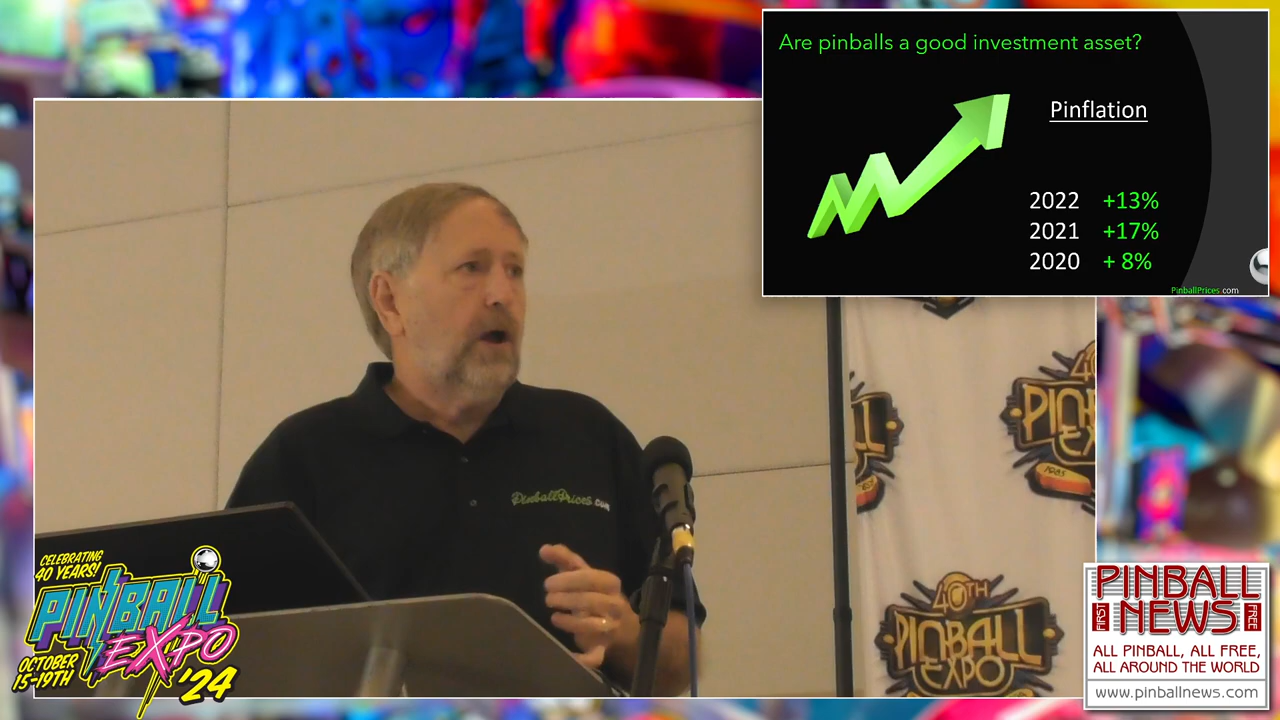 Are pinballs a good investment asset?
Pinflation
2022 +13%
2021 +17%
2020 + 8%
PinballPrices.com
PinballPrices.com
40TH
PINBALL
EXPO
CELEBRATING
40 YEARS!
PINBALL
EXPO
OCTOBER
15-19TH
'24
PINBALL
FIRST
NEWS
FREE
ALL PINBALL, ALL FREE,
ALL AROUND THE WORLD
www.pinballnews.com